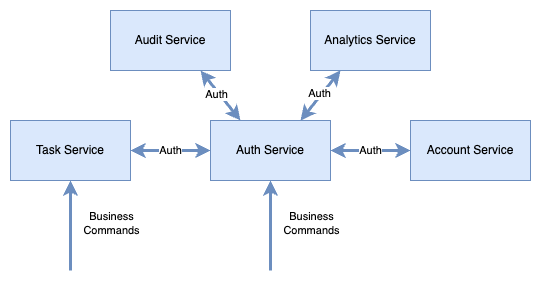 Audit Service
Analytics Service
Auth
Auth
Task Service
Auth
Auth Service
Auth
Account Service
Business
Commands
Business
Commands